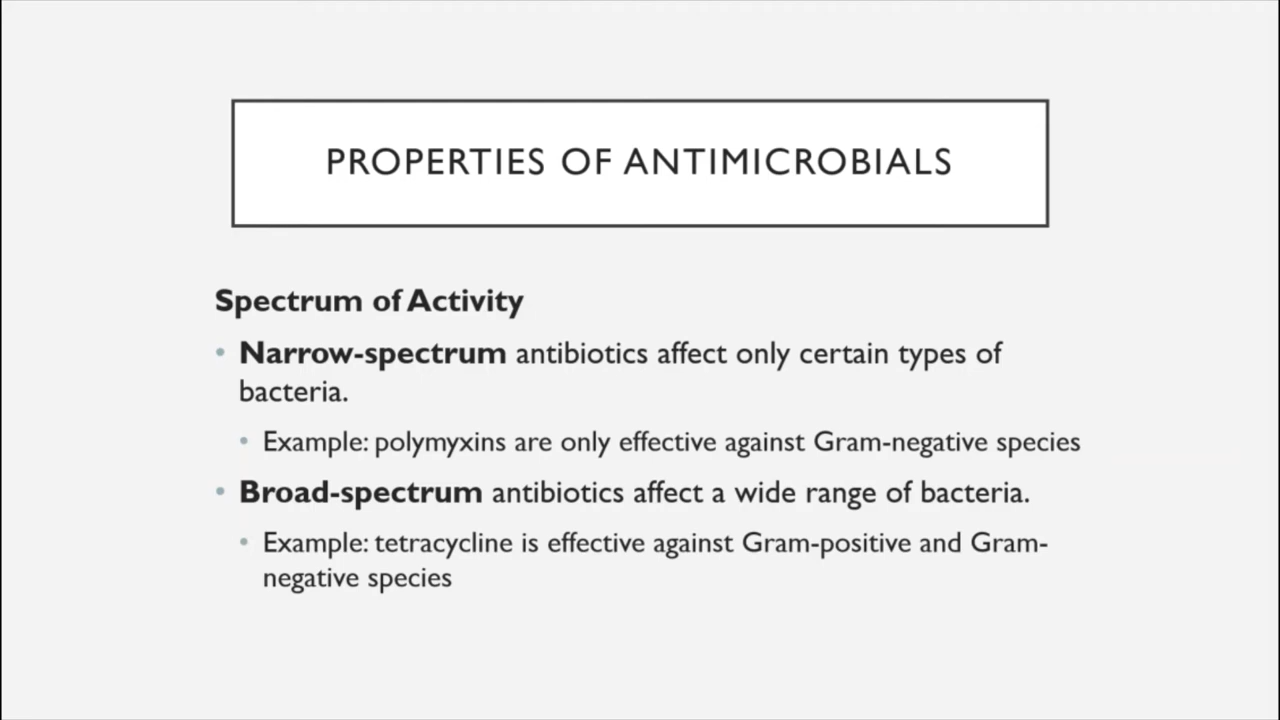 PROPERTIES OF ANTIMICROBIALS
Spectrum of Activity
• Narrow-spectrum antibiotics affect only certain types of
bacteria.
• Example: polymyxins are only effective against Gram-negative species
• Broad-spectrum antibiotics affect a wide range of bacteria.
• Example: tetracycline is effective against Gram-positive and Gram-
negative species